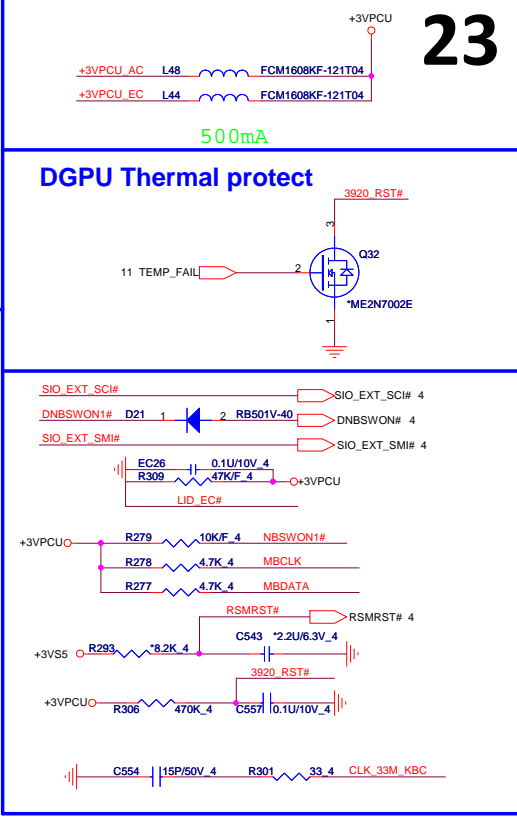 +3VPCU
23
+3VPCU_AC L48 FCM1608KF-121T04
+3VPCU_EC L44 FCM1608KF-121T04
500mA
DGPU Thermal protect
3920_RST#
3
Q32
11 TEMP_FAIL 2
*ME2N7002E
1
SIO_EXT_SCI# SIO_EXT_SCI# 4
DNBSWON1# D21 1 2 RB501V-40 DNBSWON# 4
SIO_EXT_SMI# SIO_EXT_SMI# 4
EC26 0.1U/10V_4
R309 47K/F_4 +3VPCU
LID_EC#
+3VPCU R279 10K/F_4 NBSWON1#
R278 4.7K_4 MBCLK
R277 4.7K_4 MBDATA
RSMRST# RSMRST# 4
+3VS5 R293 *8.2K_4 C543 *2.2U/6.3V_4
3920_RST#
+3VPCU R306 470K_4 C557 0.1U/10V_4
C554 15P/50V_4 R301 33_4 CLK_33M_KBC